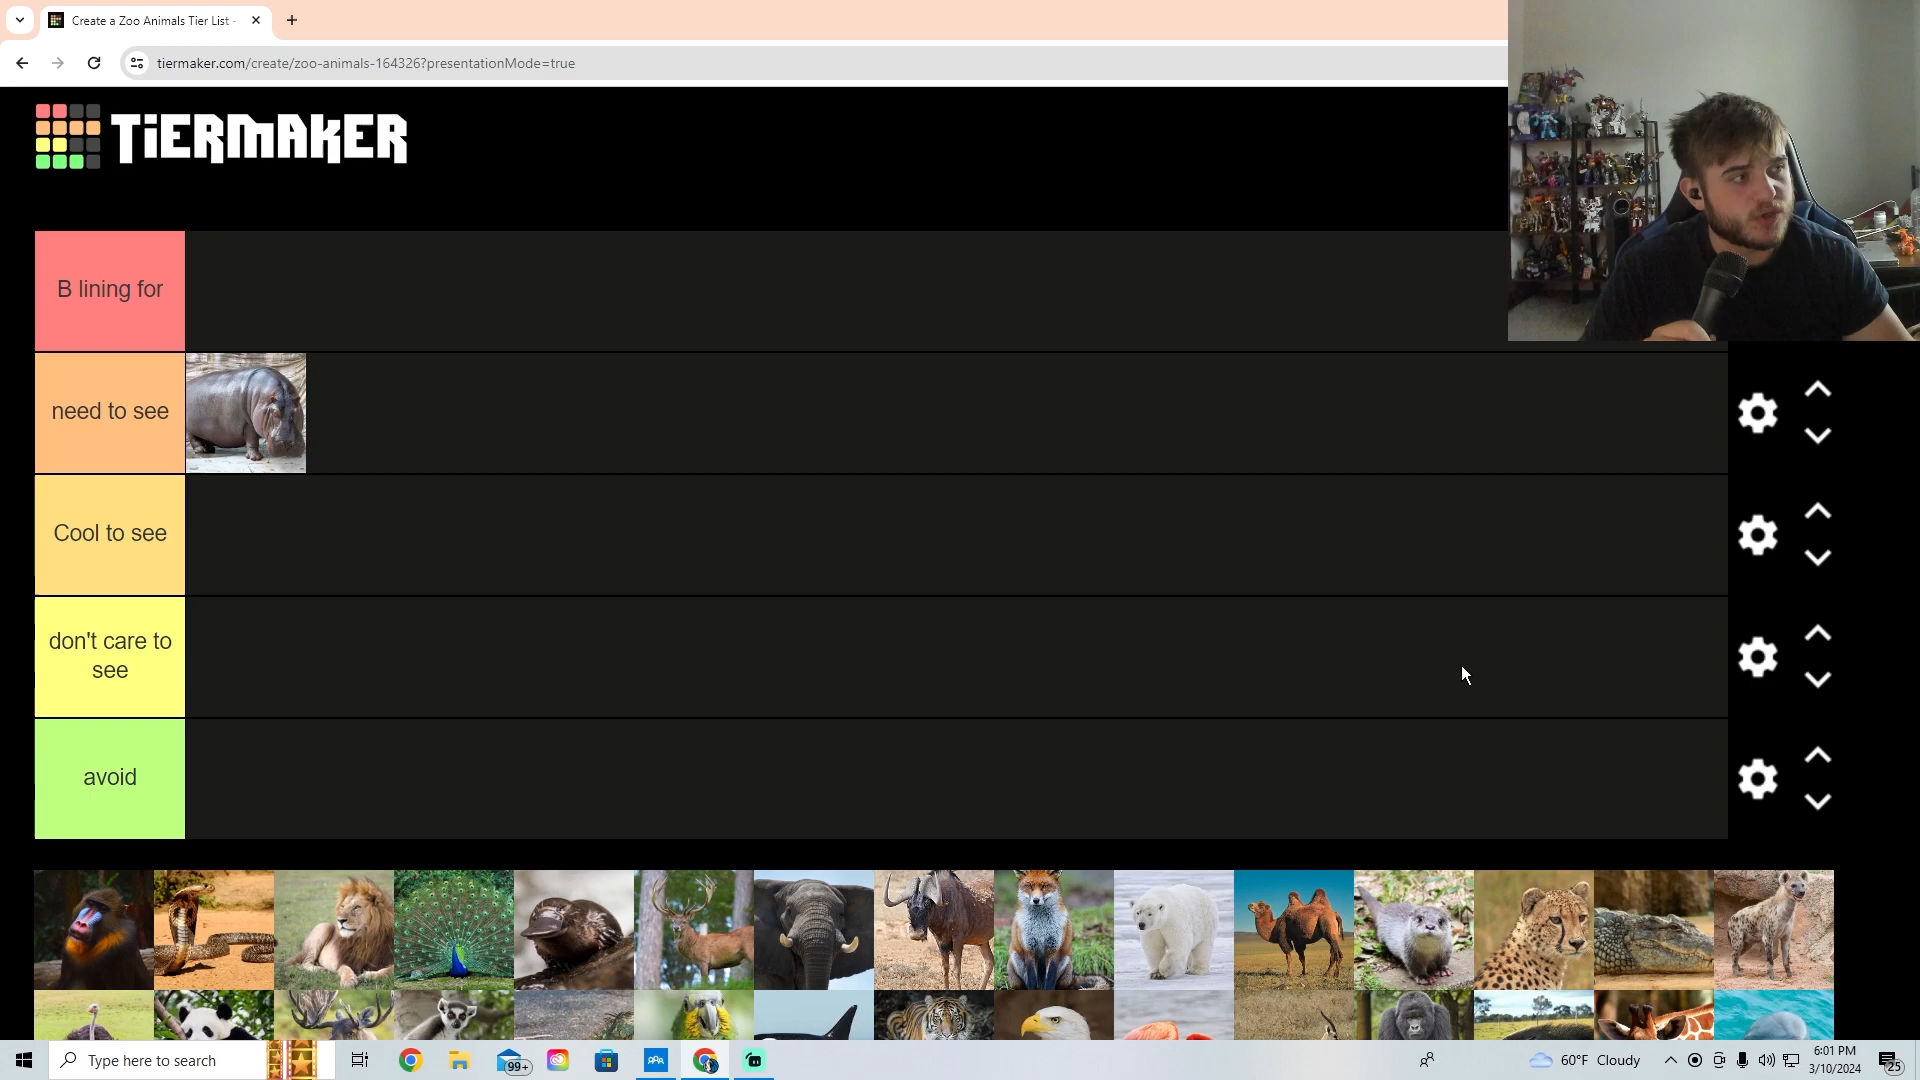 Create a Zoo Animals Tier List -
tiermaker.com/create/zoo-animals-164326?presentationMode=true
TiERMAKER
B lining for
need to see
Cool to see
don't care to
see
avoid
Type here to search
99+
60°F Cloudy
6:01 PM
3/10/2024
25